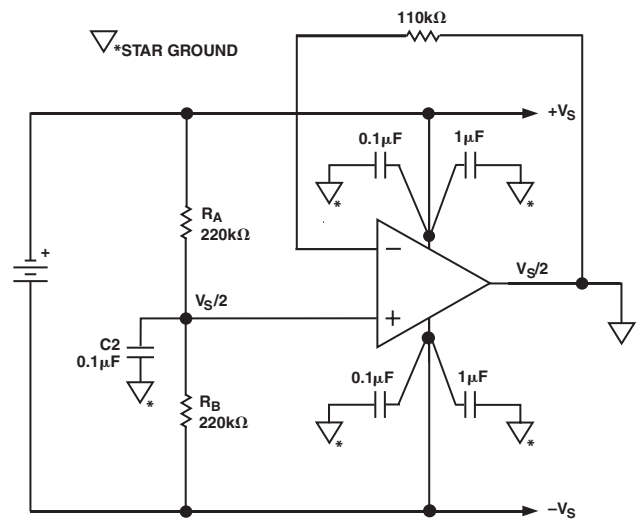 110kΩ
*STAR GROUND
+VS
0.1µF
1µF
*
*
RA
220kΩ
+
−
VS/2
VS/2
+
C2
0.1µF
*
RB
220kΩ
0.1µF
1µF
*
*
−VS